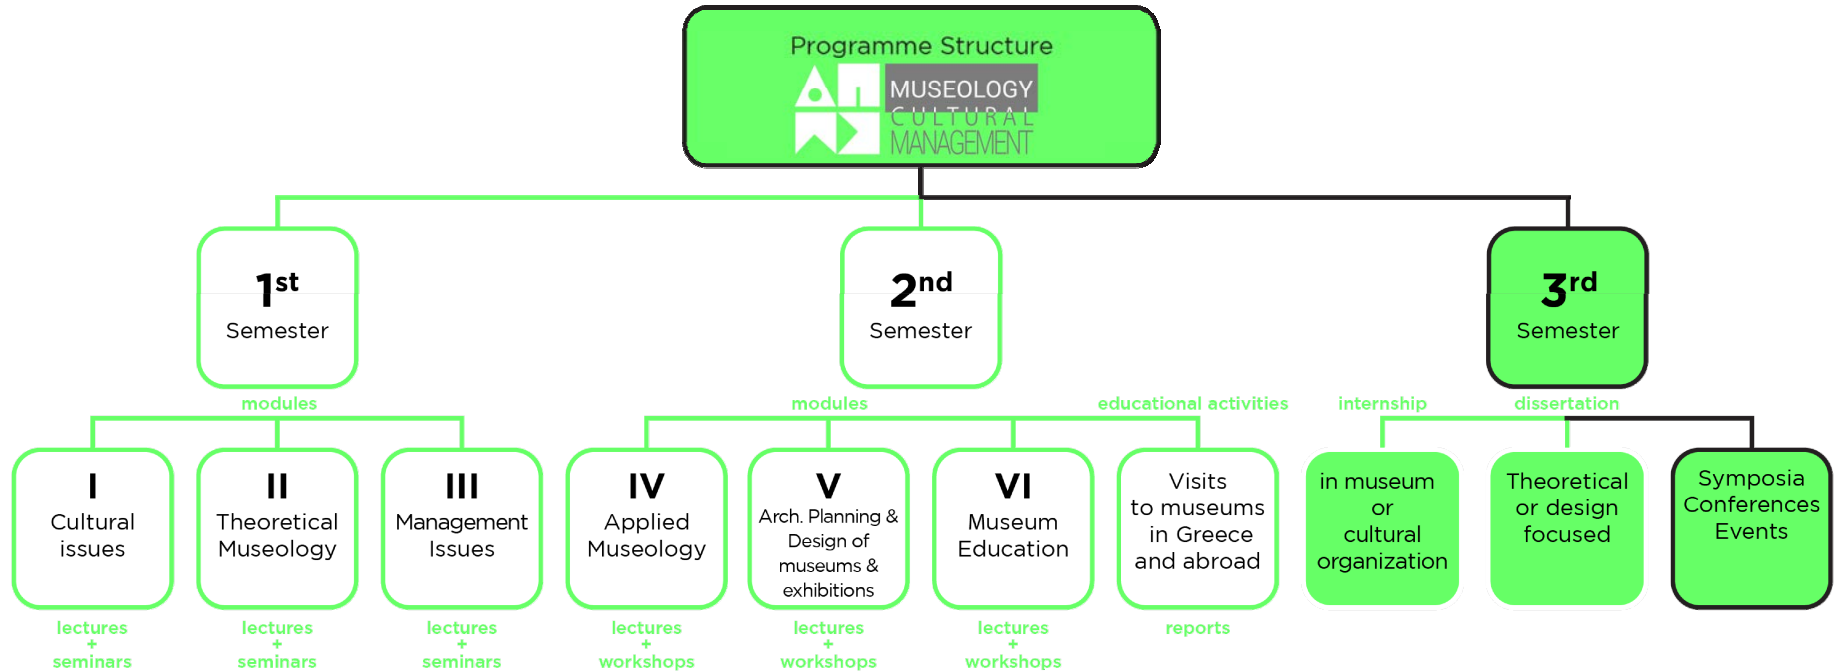 Programme Structure
MUSEOLOGY
CULTURAL
MANAGEMENT
1st
Semester
2nd
Semester
3rd
Semester
modules
modules
educational activities
internship
dissertation
I
Cultural
issues
II
Theoretical
Museology
III
Management
Issues
IV
Applied
Museology
V
Arch. Planning &
Design of
museums &
exhibitions
VI
Museum
Education
Visits
to museums
in Greece
and abroad
in museum
or
cultural
organization
Theoretical
or design
focused
Symposia
Conferences
Events
lectures
+
seminars
lectures
+
seminars
lectures
+
seminars
lectures
+
workshops
lectures
+
workshops
lectures
+
workshops
reports